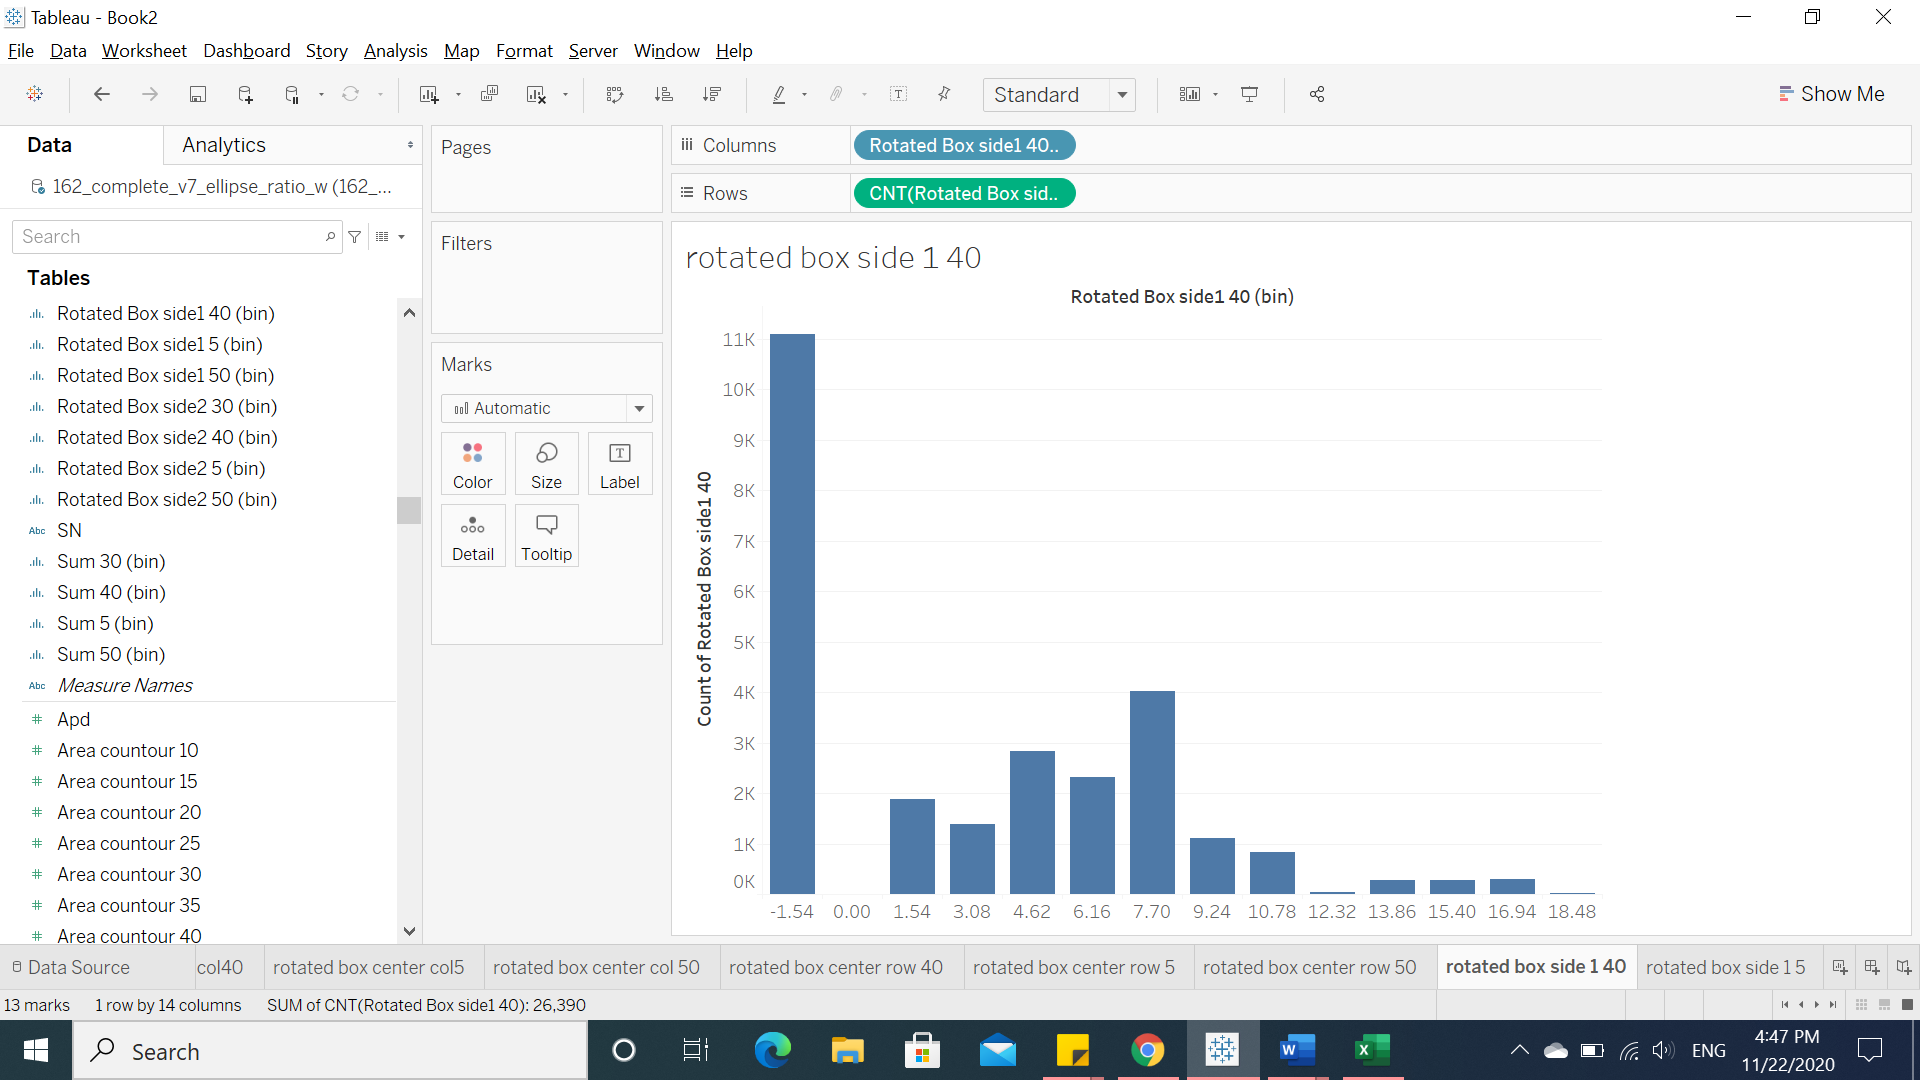 Tableau - Book2
File Data Worksheet Dashboard Story Analysis Map Format Server Window Help
Standard
Show Me
Data
Analytics
162_complete_v7_ellipse_ratio_w (162_...
Search
Tables
Rotated Box side1 40 (bin)
Rotated Box side1 5 (bin)
Rotated Box side1 50 (bin)
Rotated Box side2 30 (bin)
Rotated Box side2 40 (bin)
Rotated Box side2 5 (bin)
Rotated Box side2 50 (bin)
Abc SN
Sum 30 (bin)
Sum 40 (bin)
Sum 5 (bin)
Sum 50 (bin)
Abc Measure Names
# Apd
# Area countour 10
# Area countour 15
# Area countour 20
# Area countour 25
# Area countour 30
# Area countour 35
# Area countour 40
Pages
Filters
Marks
Automatic
Color
Size
T
Label
Detail
Tooltip
Columns
Rotated Box side1 40..
Rows
CNT(Rotated Box sid..
rotated box side 1 40
Rotated Box side1 40 (bin)
Count of Rotated Box side1 40
11K
10K
9K
8K
7K
6K
5K
4K
3K
2K
1K
0K
-1.54 0.00 1.54 3.08 4.62 6.16 7.70 9.24 10.78 12.32 13.86 15.40 16.94 18.48
Data Source
col40
rotated box center col5
rotated box center col 50
rotated box center row 40
rotated box center row 5
rotated box center row 50
rotated box side 1 40
rotated box side 1 5
13 marks
1 row by 14 columns
SUM of CNT(Rotated Box side1 40): 26,390
Search
ENG
4:47 PM
11/22/2020